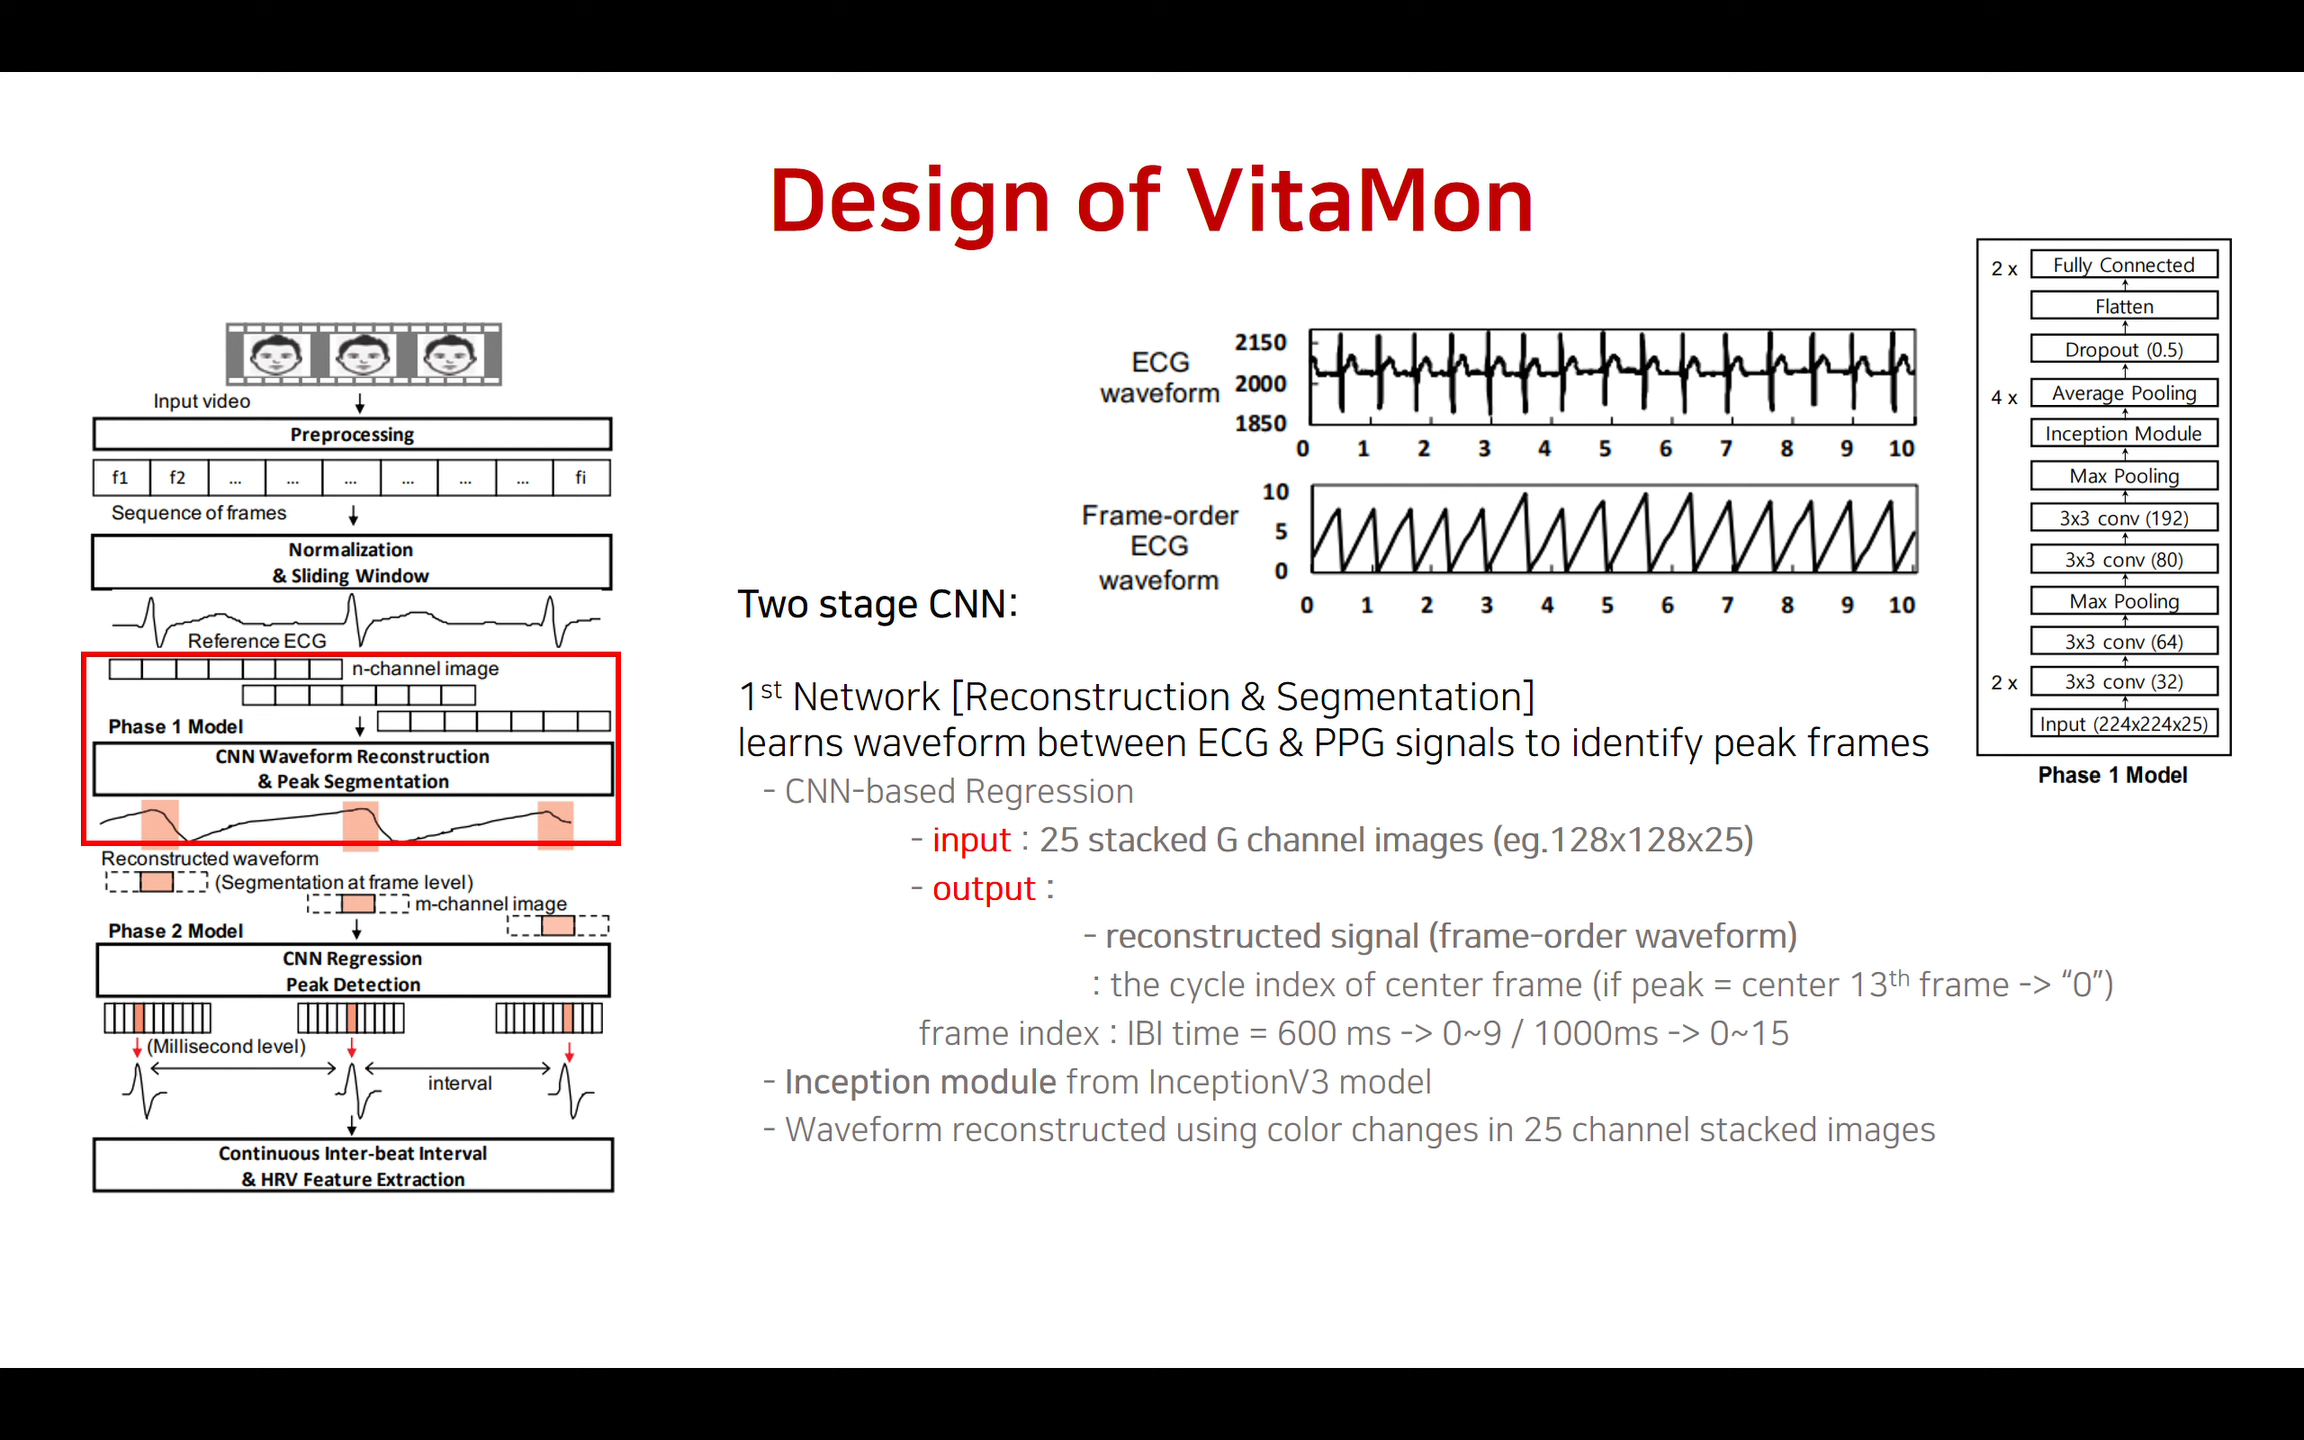 Design of VitaMon
Input video
Preprocessing
f1 f2 ... ... ... ... ... ... fi
Sequence of frames
Normalization
& Sliding Window
Reference ECG
n-channel image
Phase 1 Model
CNN Waveform Reconstruction
& Peak Segmentation
Reconstructed waveform
(Segmentation at frame level)
m-channel image
Phase 2 Model
CNN Regression
Peak Detection
(Millisecond level)
interval
Continuous Inter-beat Interval
& HRV Feature Extraction
ECG
waveform
2150
2000
1850
0 1 2 3 4 5 6 7 8 9 10
Frame-order
ECG
waveform
10
5
0
0 1 2 3 4 5 6 7 8 9 10
Two stage CNN:
1st Network [Reconstruction & Segmentation]
learns waveform between ECG & PPG signals to identify peak frames
- CNN-based Regression
- input : 25 stacked G channel images (eg.128x128x25)
- output :
- reconstructed signal (frame-order waveform)
: the cycle index of center frame (if peak = center 13th frame -> “0”)
frame index : IBI time = 600 ms -> 0~9 / 1000ms -> 0~15
- Inception module from InceptionV3 model
- Waveform reconstructed using color changes in 25 channel stacked images
2 x Fully Connected
Flatten
Dropout (0.5)
4 x Average Pooling
Inception Module
Max Pooling
3x3 conv (192)
3x3 conv (80)
Max Pooling
3x3 conv (64)
2 x 3x3 conv (32)
Input (224x224x25)
Phase 1 Model